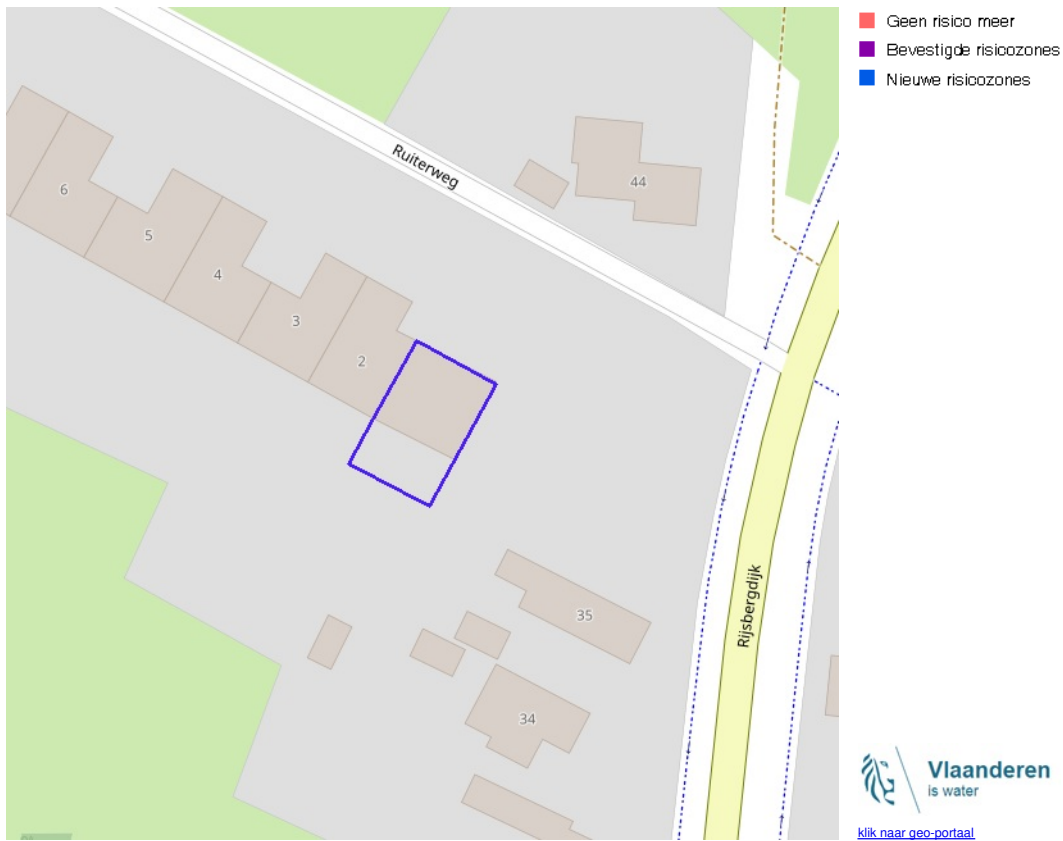 Geen risico meer
Bevestigde risicozones
Nieuwe risicozones
Ruiterweg
44
6
5
4
3
2
35
Rijsbergdijk
34
Vlaanderen
is water
klik naar geo-portaal